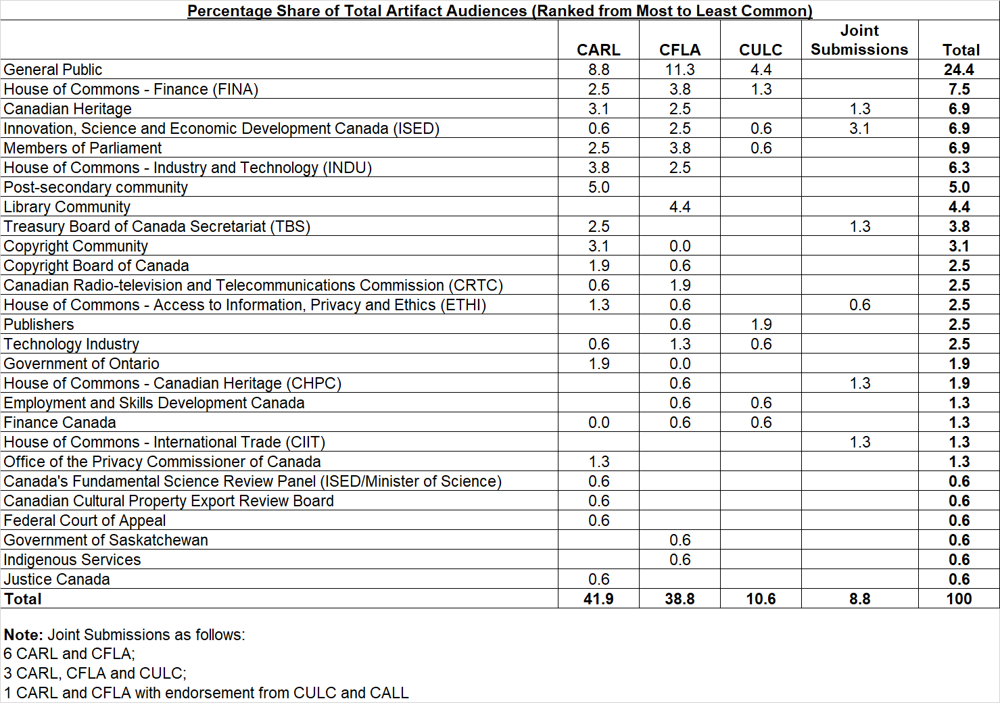 Percentage Share of Total Artifact Audiences (Ranked from Most to Least Common)
CARL CFLA CULC Joint Submissions Total
General Public 8.8 11.3 4.4 24.4
House of Commons - Finance (FINA) 2.5 3.8 1.3 7.5
Canadian Heritage 3.1 2.5 1.3 6.9
Innovation, Science and Economic Development Canada (ISED) 0.6 2.5 0.6 3.1 6.9
Members of Parliament 2.5 3.8 0.6 6.9
House of Commons - Industry and Technology (INDU) 3.8 2.5 6.3
Post-secondary community 5.0 5.0
Library Community 4.4 4.4
Treasury Board of Canada Secretariat (TBS) 2.5 1.3 3.8
Copyright Community 3.1 0.0 3.1
Copyright Board of Canada 1.9 0.6 2.5
Canadian Radio-television and Telecommunications Commission (CRTC) 0.6 1.9 2.5
House of Commons - Access to Information, Privacy and Ethics (ETHI) 1.3 0.6 0.6 2.5
Publishers 0.6 1.9 2.5
Technology Industry 0.6 1.3 0.6 2.5
Government of Ontario 1.9 0.0 1.9
House of Commons - Canadian Heritage (CHPC) 0.6 1.3 1.9
Employment and Skills Development Canada 0.6 0.6 1.3
Finance Canada 0.0 0.6 0.6 1.3
House of Commons - International Trade (CIIT) 1.3 1.3
Office of the Privacy Commissioner of Canada 1.3 1.3
Canada's Fundamental Science Review Panel (ISED/Minister of Science) 0.6 0.6
Canadian Cultural Property Export Review Board 0.6 0.6
Federal Court of Appeal 0.6 0.6
Government of Saskatchewan 0.6 0.6
Indigenous Services 0.6 0.6
Justice Canada 0.6 0.6
Total 41.9 38.8 10.6 8.8 100
Note: Joint Submissions as follows:
6 CARL and CFLA;
3 CARL, CFLA and CULC;
1 CARL and CFLA with endorsement from CULC and CALL